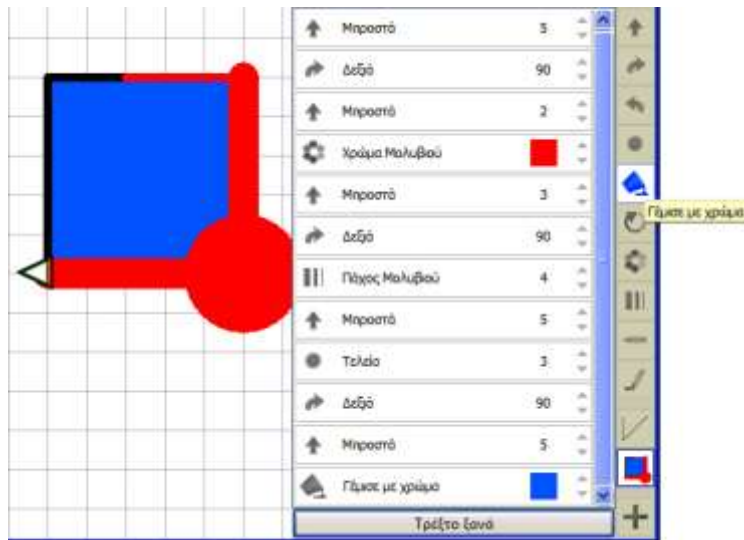 Μπροστά 5
Δεξιά 90
Μπροστά 2
Χρώμα Μολυβιού
Μπροστά 3
Δεξιά 90
Πάχος Μολυβιού 4
Μπροστά 5
Τελεία 3
Δεξιά 90
Μπροστά 5
Γέμισε με χρώμα
Γέμισε με χρώμα
Τρέξτο ξανά